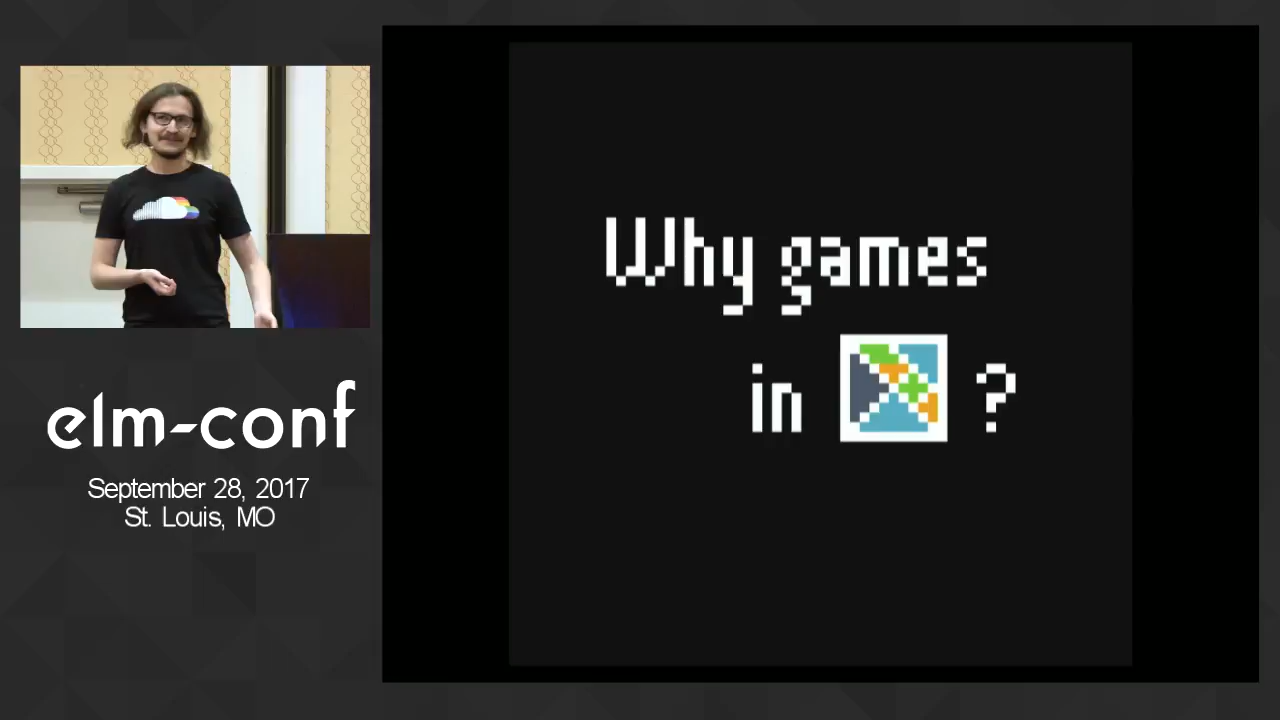 elm-conf
September 28, 2017
St. Louis, MO
Why games
in ?